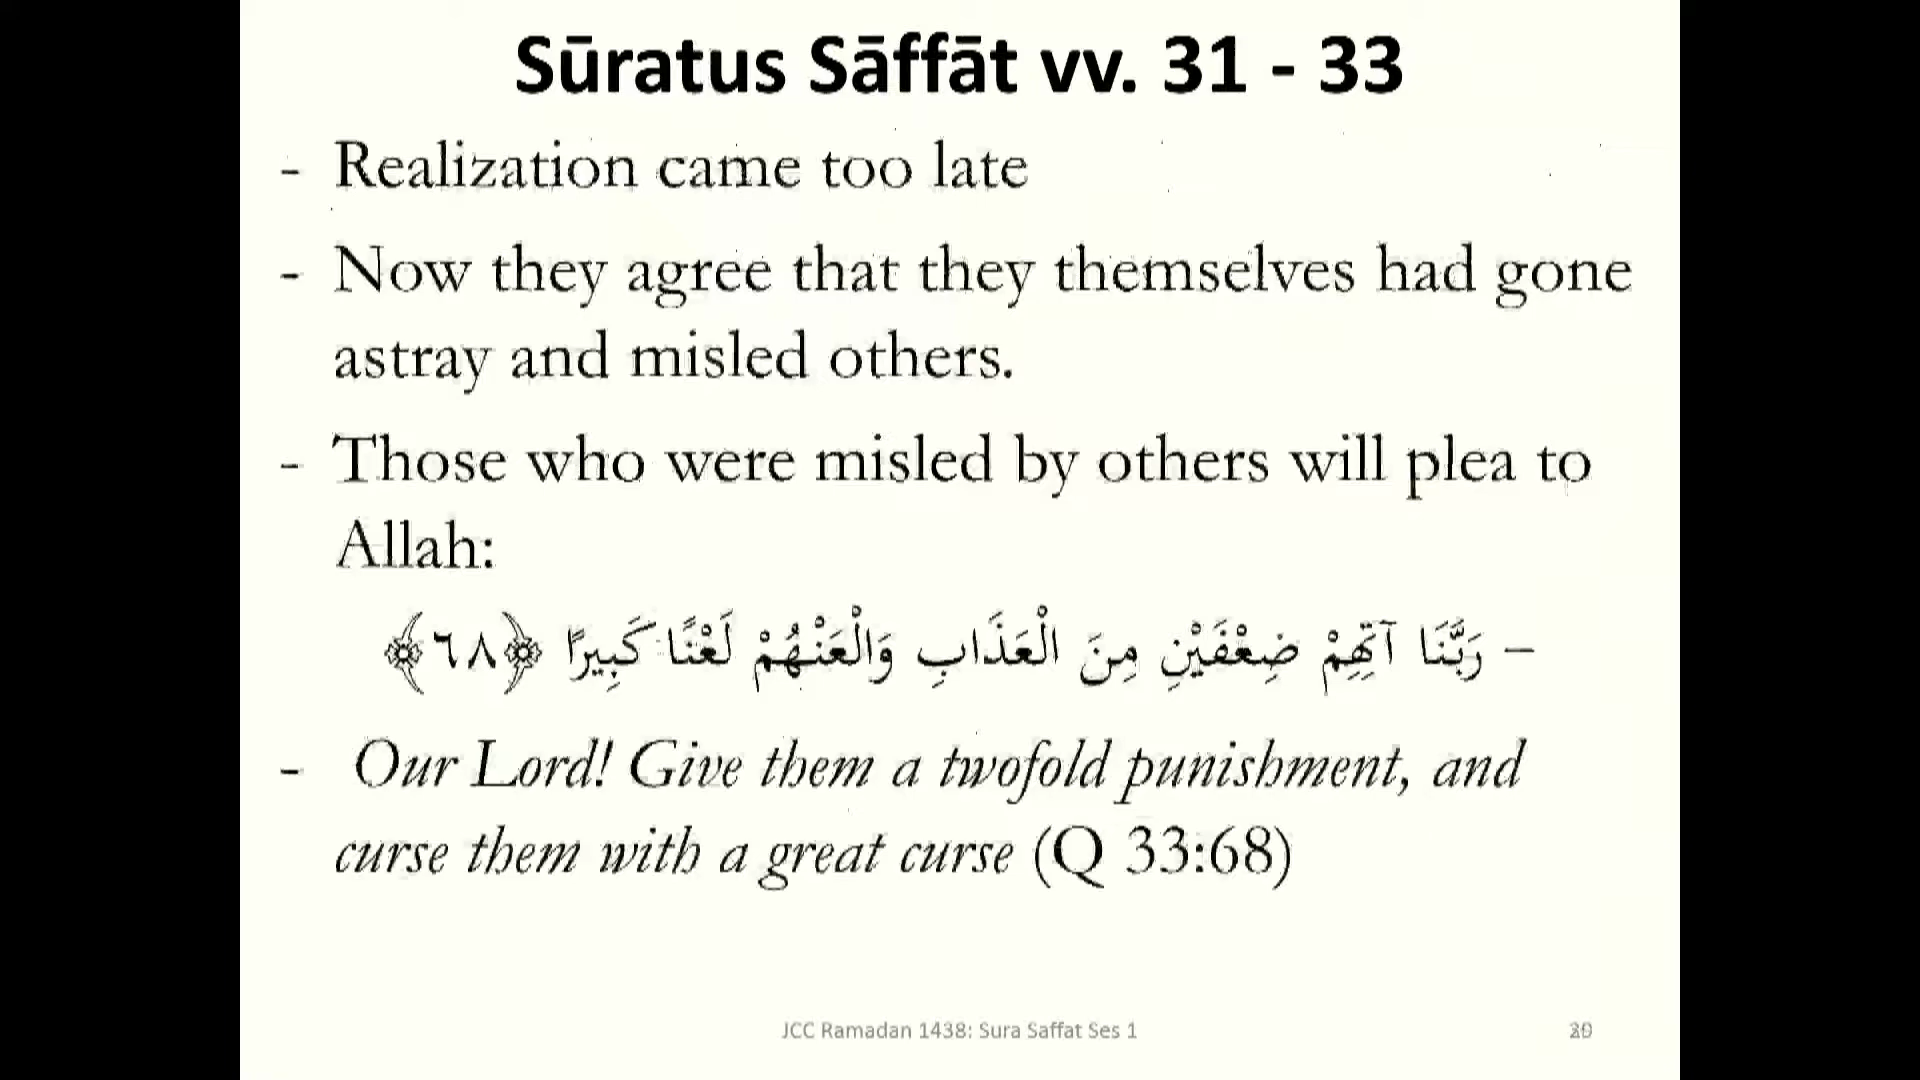 Sūratus Sāffāt vv. 31 - 33
- Realization came too late
- Now they agree that they themselves had gone
astray and misled others.
- Those who were misled by others will plea to
Allah:
– رَبَّنَا آتِهِمْ ضِعْفَيْنِ مِنَ الْعَذَابِ وَالْعَنْهُمْ لَعْنًا كَبِيرًا ﴿٦٨﴾
- Our Lord! Give them a twofold punishment, and
curse them with a great curse (Q 33:68)
JCC Ramadan 1438: Sura Saffat Ses 1